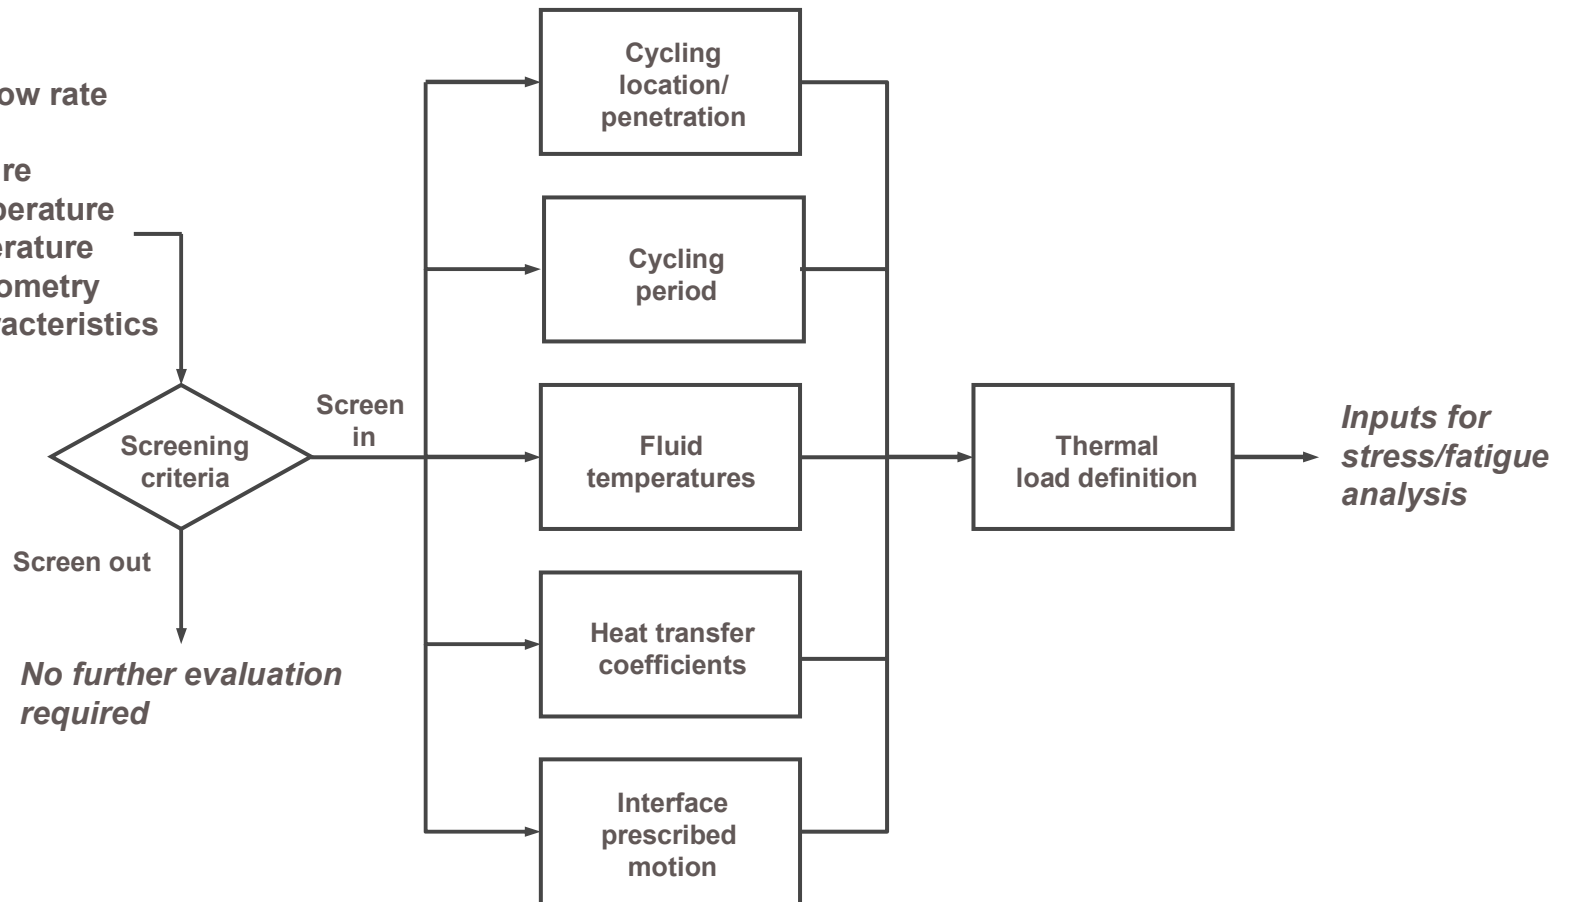 ow rate
re
perature
erature
ometry
racteristics
Screening
criteria
Screen
in
Screen out
No further evaluation
required
Cycling
location/
penetration
Cycling
period
Fluid
temperatures
Heat transfer
coefficients
Interface
prescribed
motion
Thermal
load definition
Inputs for
stress/fatigue
analysis